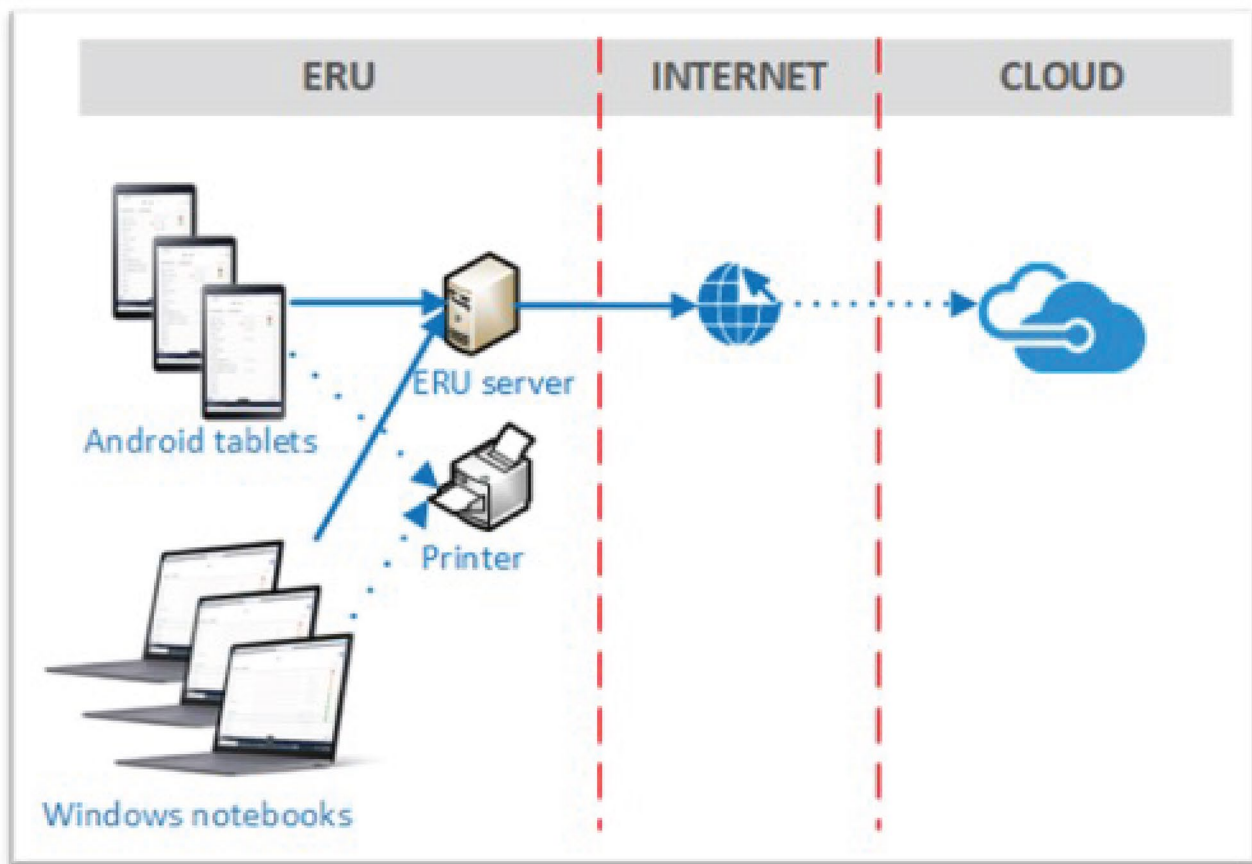 ERU
INTERNET
CLOUD
ERU server
Android tablets
Printer
Windows notebooks